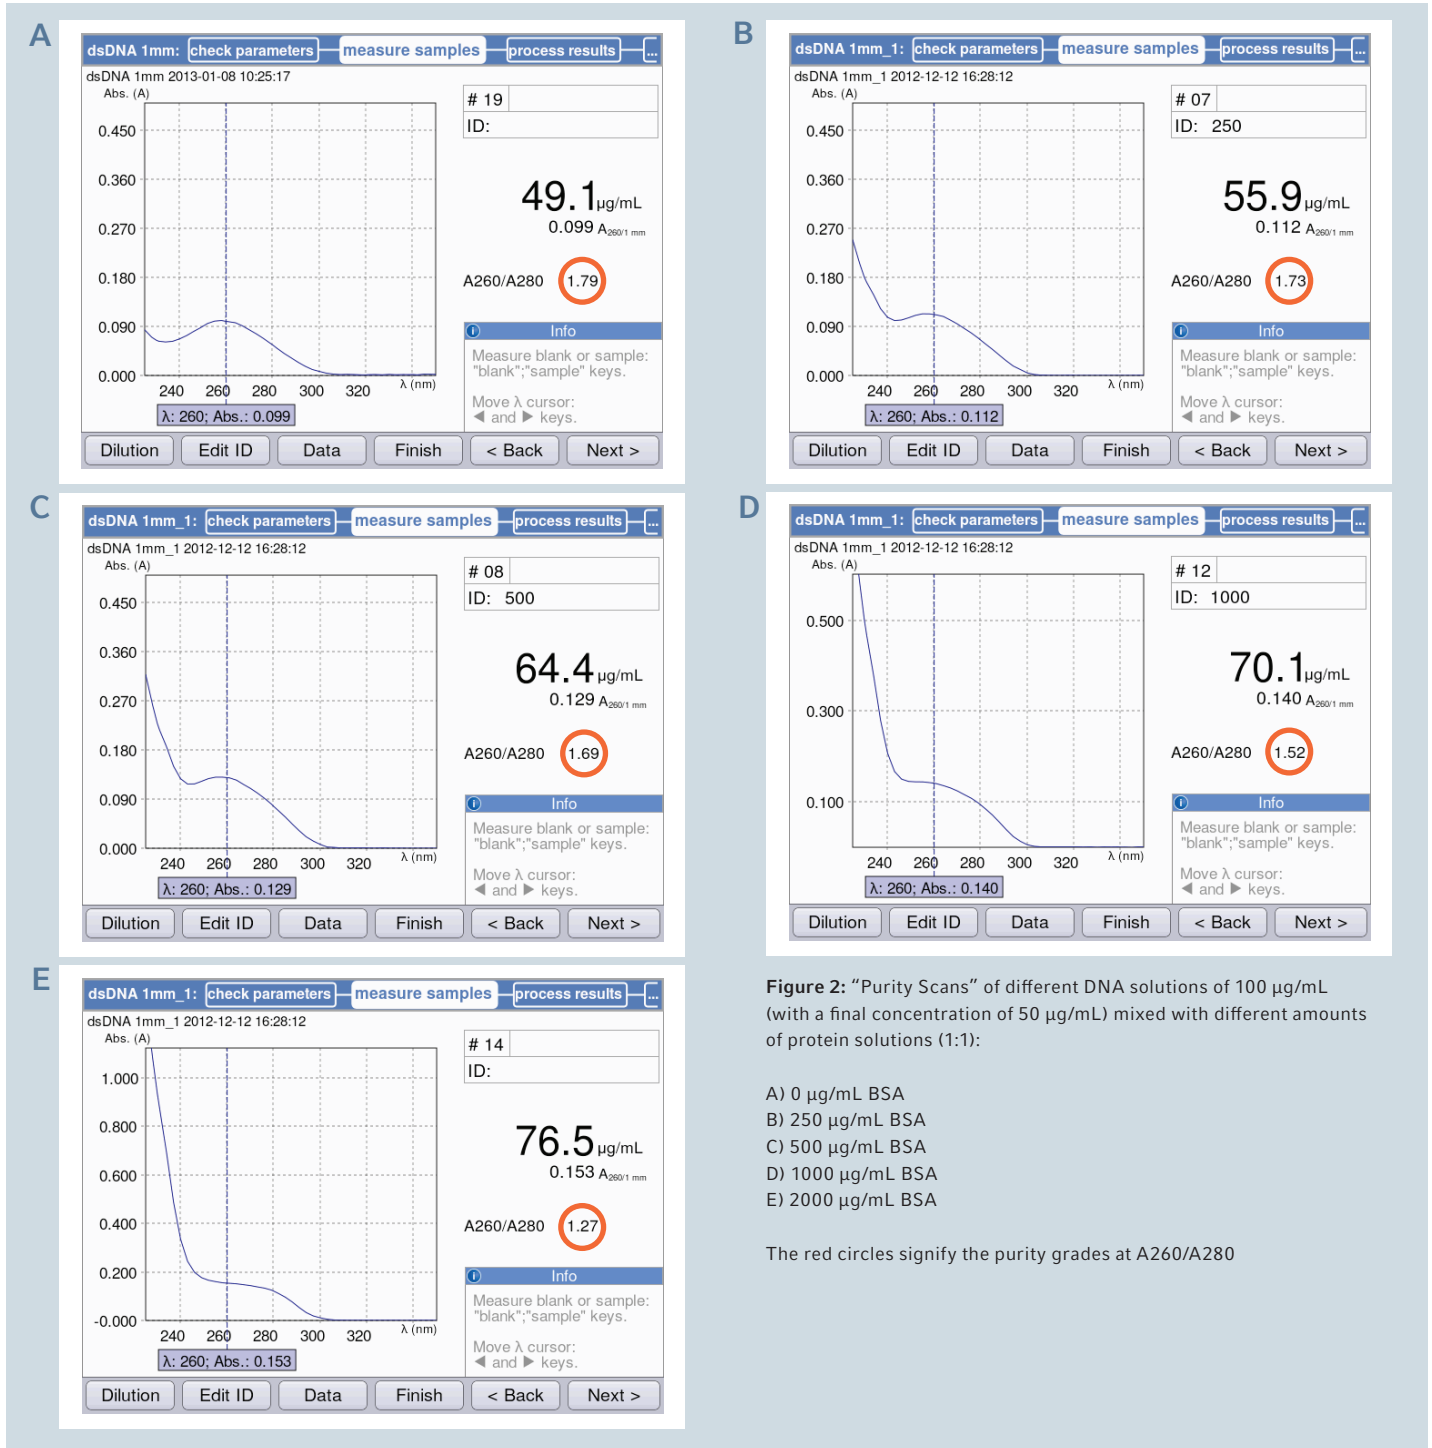 A
dsDNA 1mm: check parameters measure samples process results ...
dsDNA 1mm 2013-01-08 10:25:17
Abs. (A)
# 19
ID:
0.450
0.360
0.270
0.180
0.090
0.000
49.1 µg/mL
0.099 A260/1 mm
A260/A280 1.79
Info
Measure blank or sample:
"blank";"sample" keys.
Move λ cursor:
◀ and ▶ keys.
240 260 280 300 320 λ (nm)
λ: 260; Abs.: 0.099
Dilution Edit ID Data Finish < Back Next >
B
dsDNA 1mm_1: check parameters measure samples process results ...
dsDNA 1mm_1 2012-12-12 16:28:12
Abs. (A)
# 07
ID: 250
0.450
0.360
0.270
0.180
0.090
0.000
55.9 µg/mL
0.112 A260/1 mm
A260/A280 1.73
Info
Measure blank or sample:
"blank";"sample" keys.
Move λ cursor:
◀ and ▶ keys.
240 260 280 300 320 λ (nm)
λ: 260; Abs.: 0.112
Dilution Edit ID Data Finish < Back Next >
C
dsDNA 1mm_1: check parameters measure samples process results ...
dsDNA 1mm_1 2012-12-12 16:28:12
Abs. (A)
# 08
ID: 500
0.450
0.360
0.270
0.180
0.090
0.000
64.4 µg/mL
0.129 A260/1 mm
A260/A280 1.69
Info
Measure blank or sample:
"blank";"sample" keys.
Move λ cursor:
◀ and ▶ keys.
240 260 280 300 320 λ (nm)
λ: 260; Abs.: 0.129
Dilution Edit ID Data Finish < Back Next >
D
dsDNA 1mm_1: check parameters measure samples process results ...
dsDNA 1mm_1 2012-12-12 16:28:12
Abs. (A)
# 12
ID: 1000
0.500
0.300
0.100
70.1 µg/mL
0.140 A260/1 mm
A260/A280 1.52
Info
Measure blank or sample:
"blank";"sample" keys.
Move λ cursor:
◀ and ▶ keys.
240 260 280 300 320 λ (nm)
λ: 260; Abs.: 0.140
Dilution Edit ID Data Finish < Back Next >
E
dsDNA 1mm_1: check parameters measure samples process results ...
dsDNA 1mm_1 2012-12-12 16:28:12
Abs. (A)
# 14
ID:
1.000
0.800
0.600
0.400
0.200
-0.000
76.5 µg/mL
0.153 A260/1 mm
A260/A280 1.27
Info
Measure blank or sample:
"blank";"sample" keys.
Move λ cursor:
◀ and ▶ keys.
240 260 280 300 320 λ (nm)
λ: 260; Abs.: 0.153
Dilution Edit ID Data Finish < Back Next >
Figure 2: “Purity Scans” of different DNA solutions of 100 µg/mL
(with a final concentration of 50 µg/mL) mixed with different amounts
of protein solutions (1:1):
A) 0 µg/mL BSA
B) 250 µg/mL BSA
C) 500 µg/mL BSA
D) 1000 µg/mL BSA
E) 2000 µg/mL BSA
The red circles signify the purity grades at A260/A280